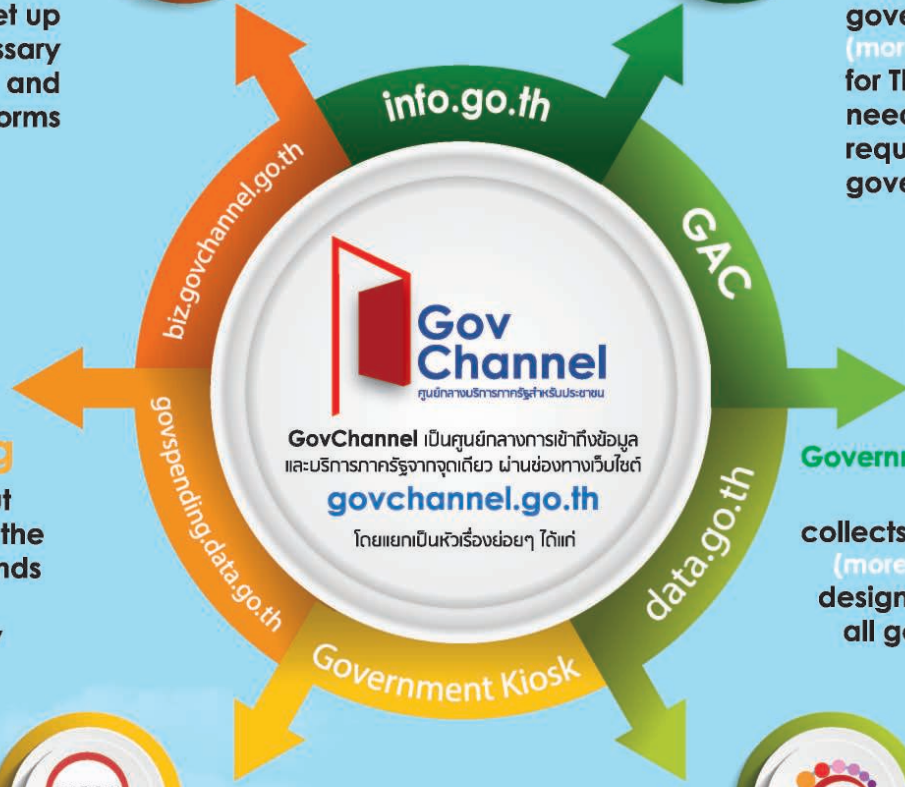 et up
ssary
and
orms
gove
(mor
for Th
need
requ
gove
info.go.th
biz.govchannel.go.th
GAC
Gov
Channel
ศูนย์กลางบริการภาครัฐสำหรับประชาชน
GovChannel เป็นศูนย์กลางการเข้าถึงข้อมูล
และบริการภาครัฐจากจุดเดียว ผ่านช่องทางเว็บไซต์
govchannel.go.th
โดยแยกเป็นหัวเรื่องย่อยๆ ได้แก่
govspending.data.go.th
data.go.th
Government Kiosk
g
ut
the
nds
y
Governm
collects
(more
design
all go